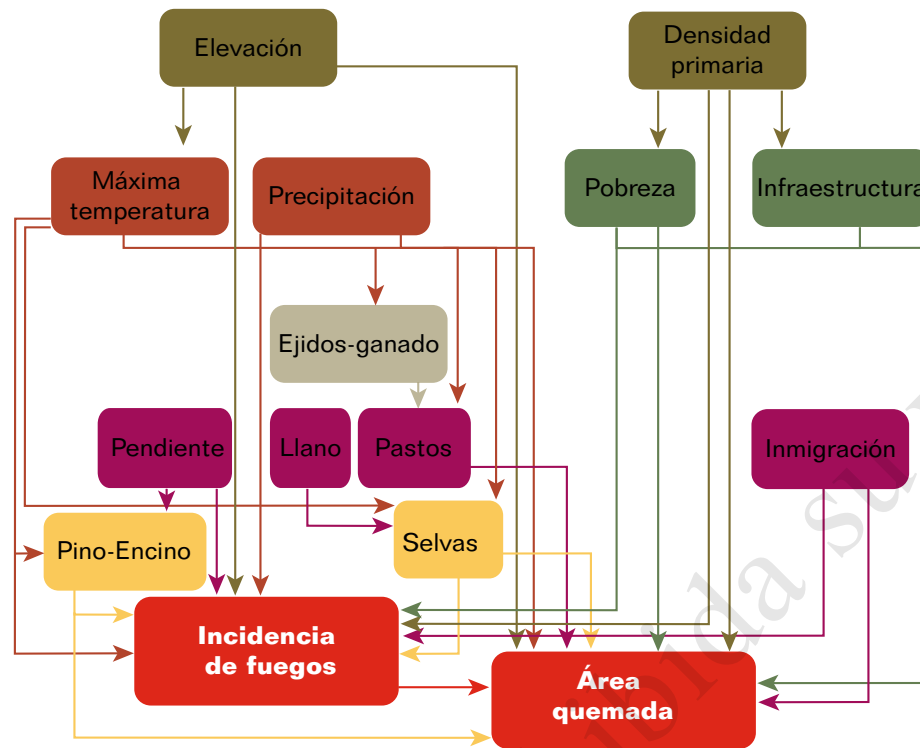 Elevación
Densidad
primaria
Máxima
temperatura
Precipitación
Pobreza
Infraestructura
Ejidos-ganado
Pendiente
Llano
Pastos
Inmigración
Pino-Encino
Selvas
Incidencia
de fuegos
Área
quemada